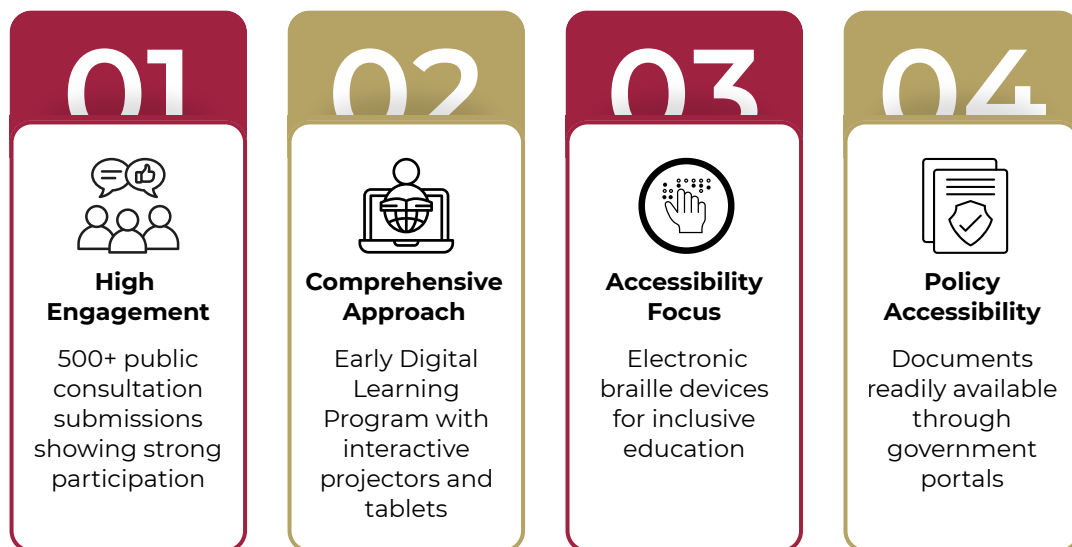 01
High
Engagement
500+ public
consultation
submissions
showing strong
participation
02
Comprehensive
Approach
Early Digital
Learning
Program with
interactive
projectors and
tablets
03
Accessibility
Focus
Electronic
braille devices
for inclusive
education
04
Policy
Accessibility
Documents
readily available
through
government
portals